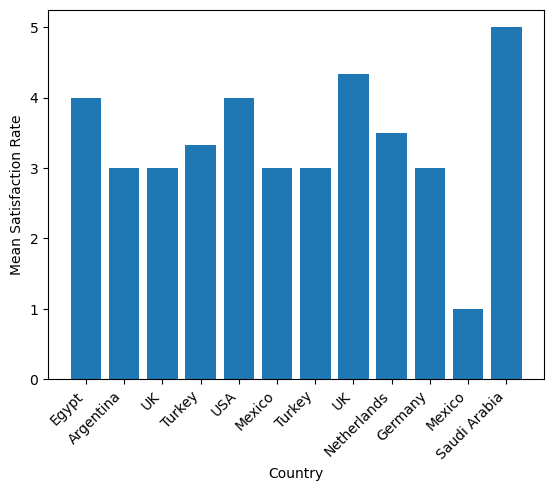 Mean Satisfaction Rate
5
4
3
2
1
0
Egypt
Argentina
UK
Turkey
USA
Mexico
Turkey
UK
Netherlands
Germany
Mexico
Saudi Arabia
Country